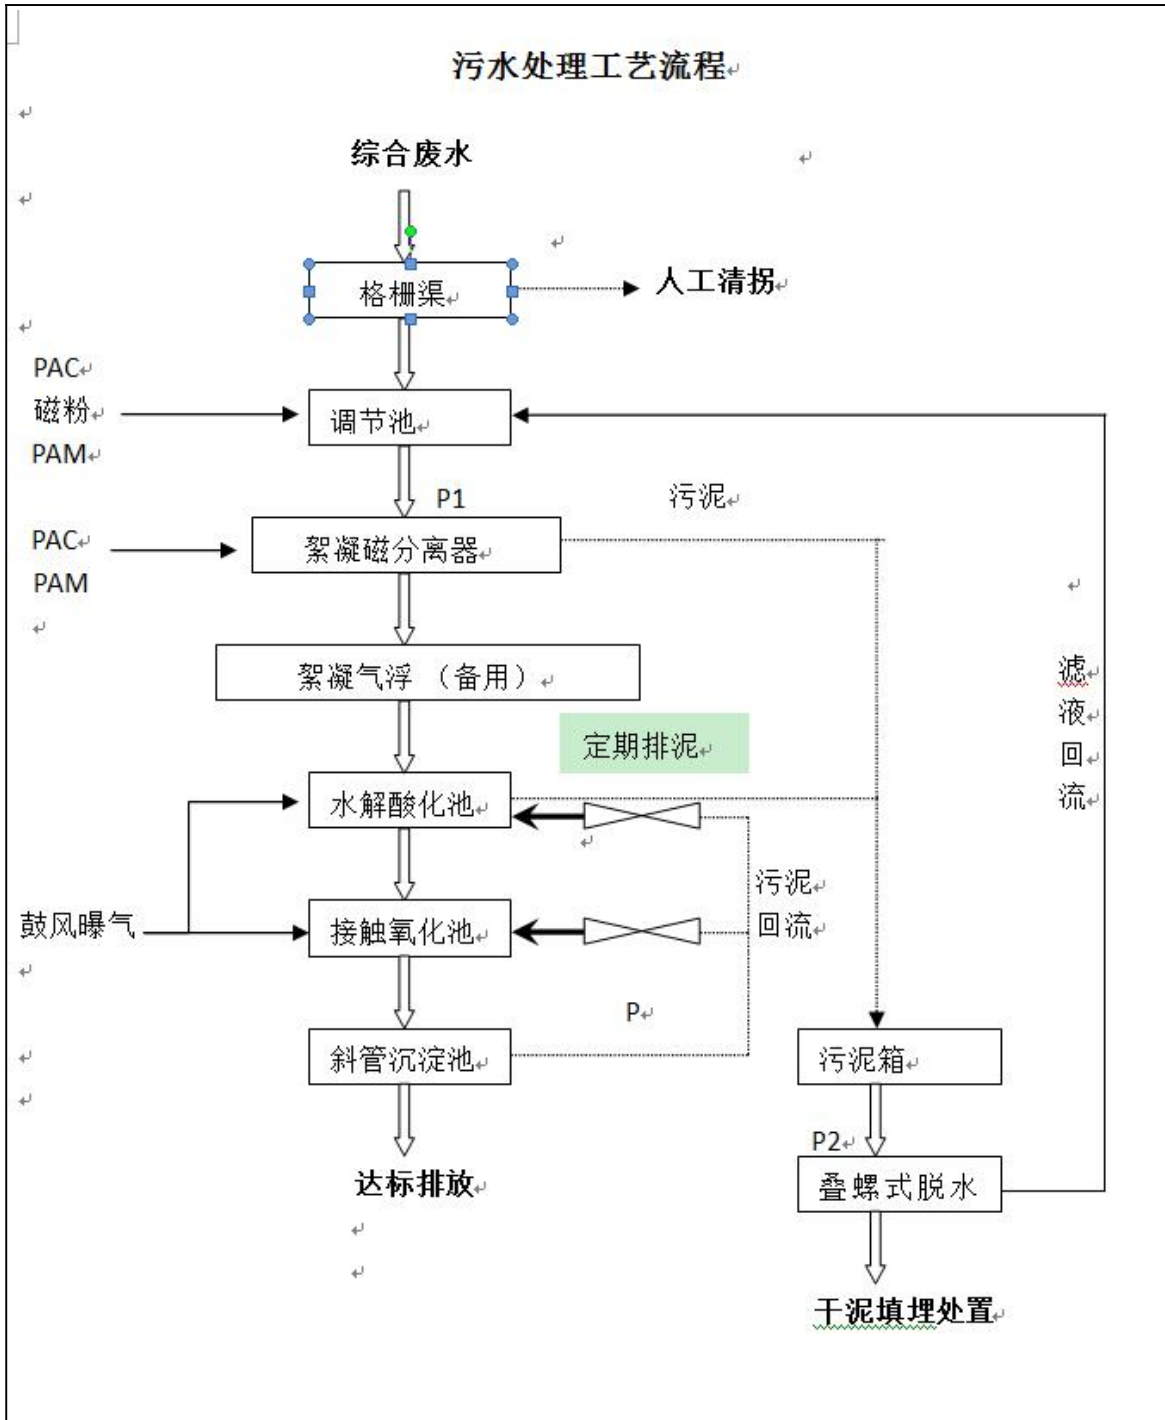 污水处理工艺流程
综合废水
格栅渠
人工清拐
PAC
磁粉
PAM
调节池
P1
污泥
PAC
PAM
絮凝磁分离器
絮凝气浮 （备用）
定期排泥
水解酸化池
滤
液
回
流
污泥
回流
鼓风曝气
接触氧化池
P
斜管沉淀池
污泥箱
P2
达标排放
叠螺式脱水
干泥填埋处置